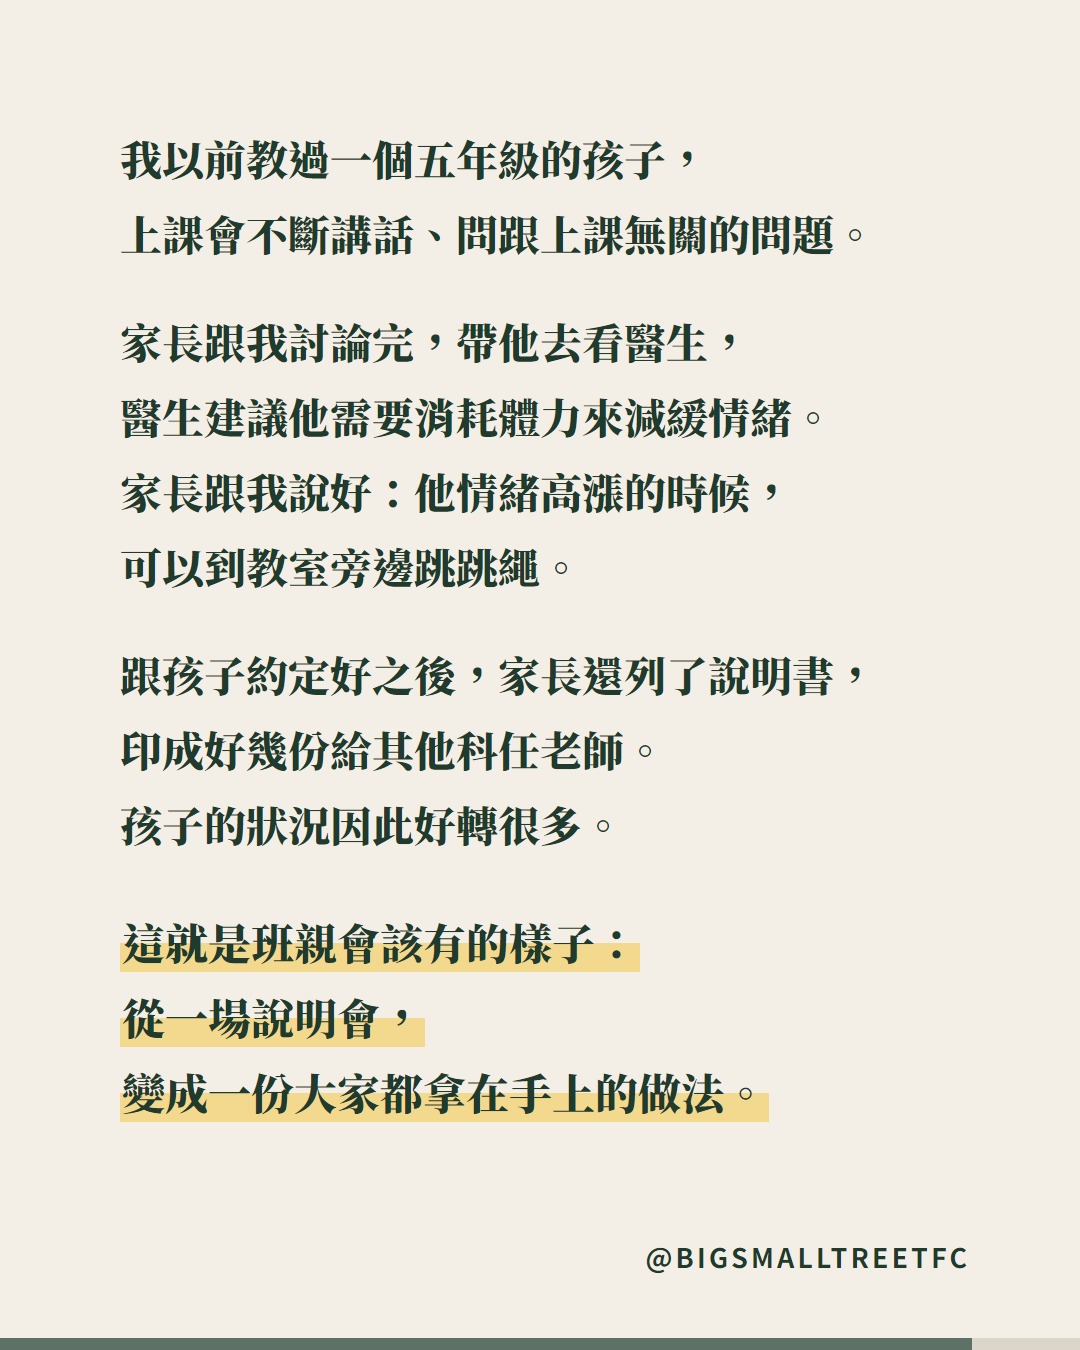 我以前教過一個五年級的孩子，
上課會不斷講話、問跟上課無關的問題。
家長跟我討論完，帶他去看醫生，
醫生建議他需要消耗體力來減緩情緒。
家長跟我說好：他情緒高漲的時候，
可以到教室旁邊跳跳繩。
跟孩子約定好之後，家長還列了說明書，
印成好幾份給其他科任老師。
孩子的狀況因此好轉很多。
這就是班親會該有的樣子：
從一場說明會，
變成一份大家都拿在手上的做法。
@BIGSMALLTREETFC